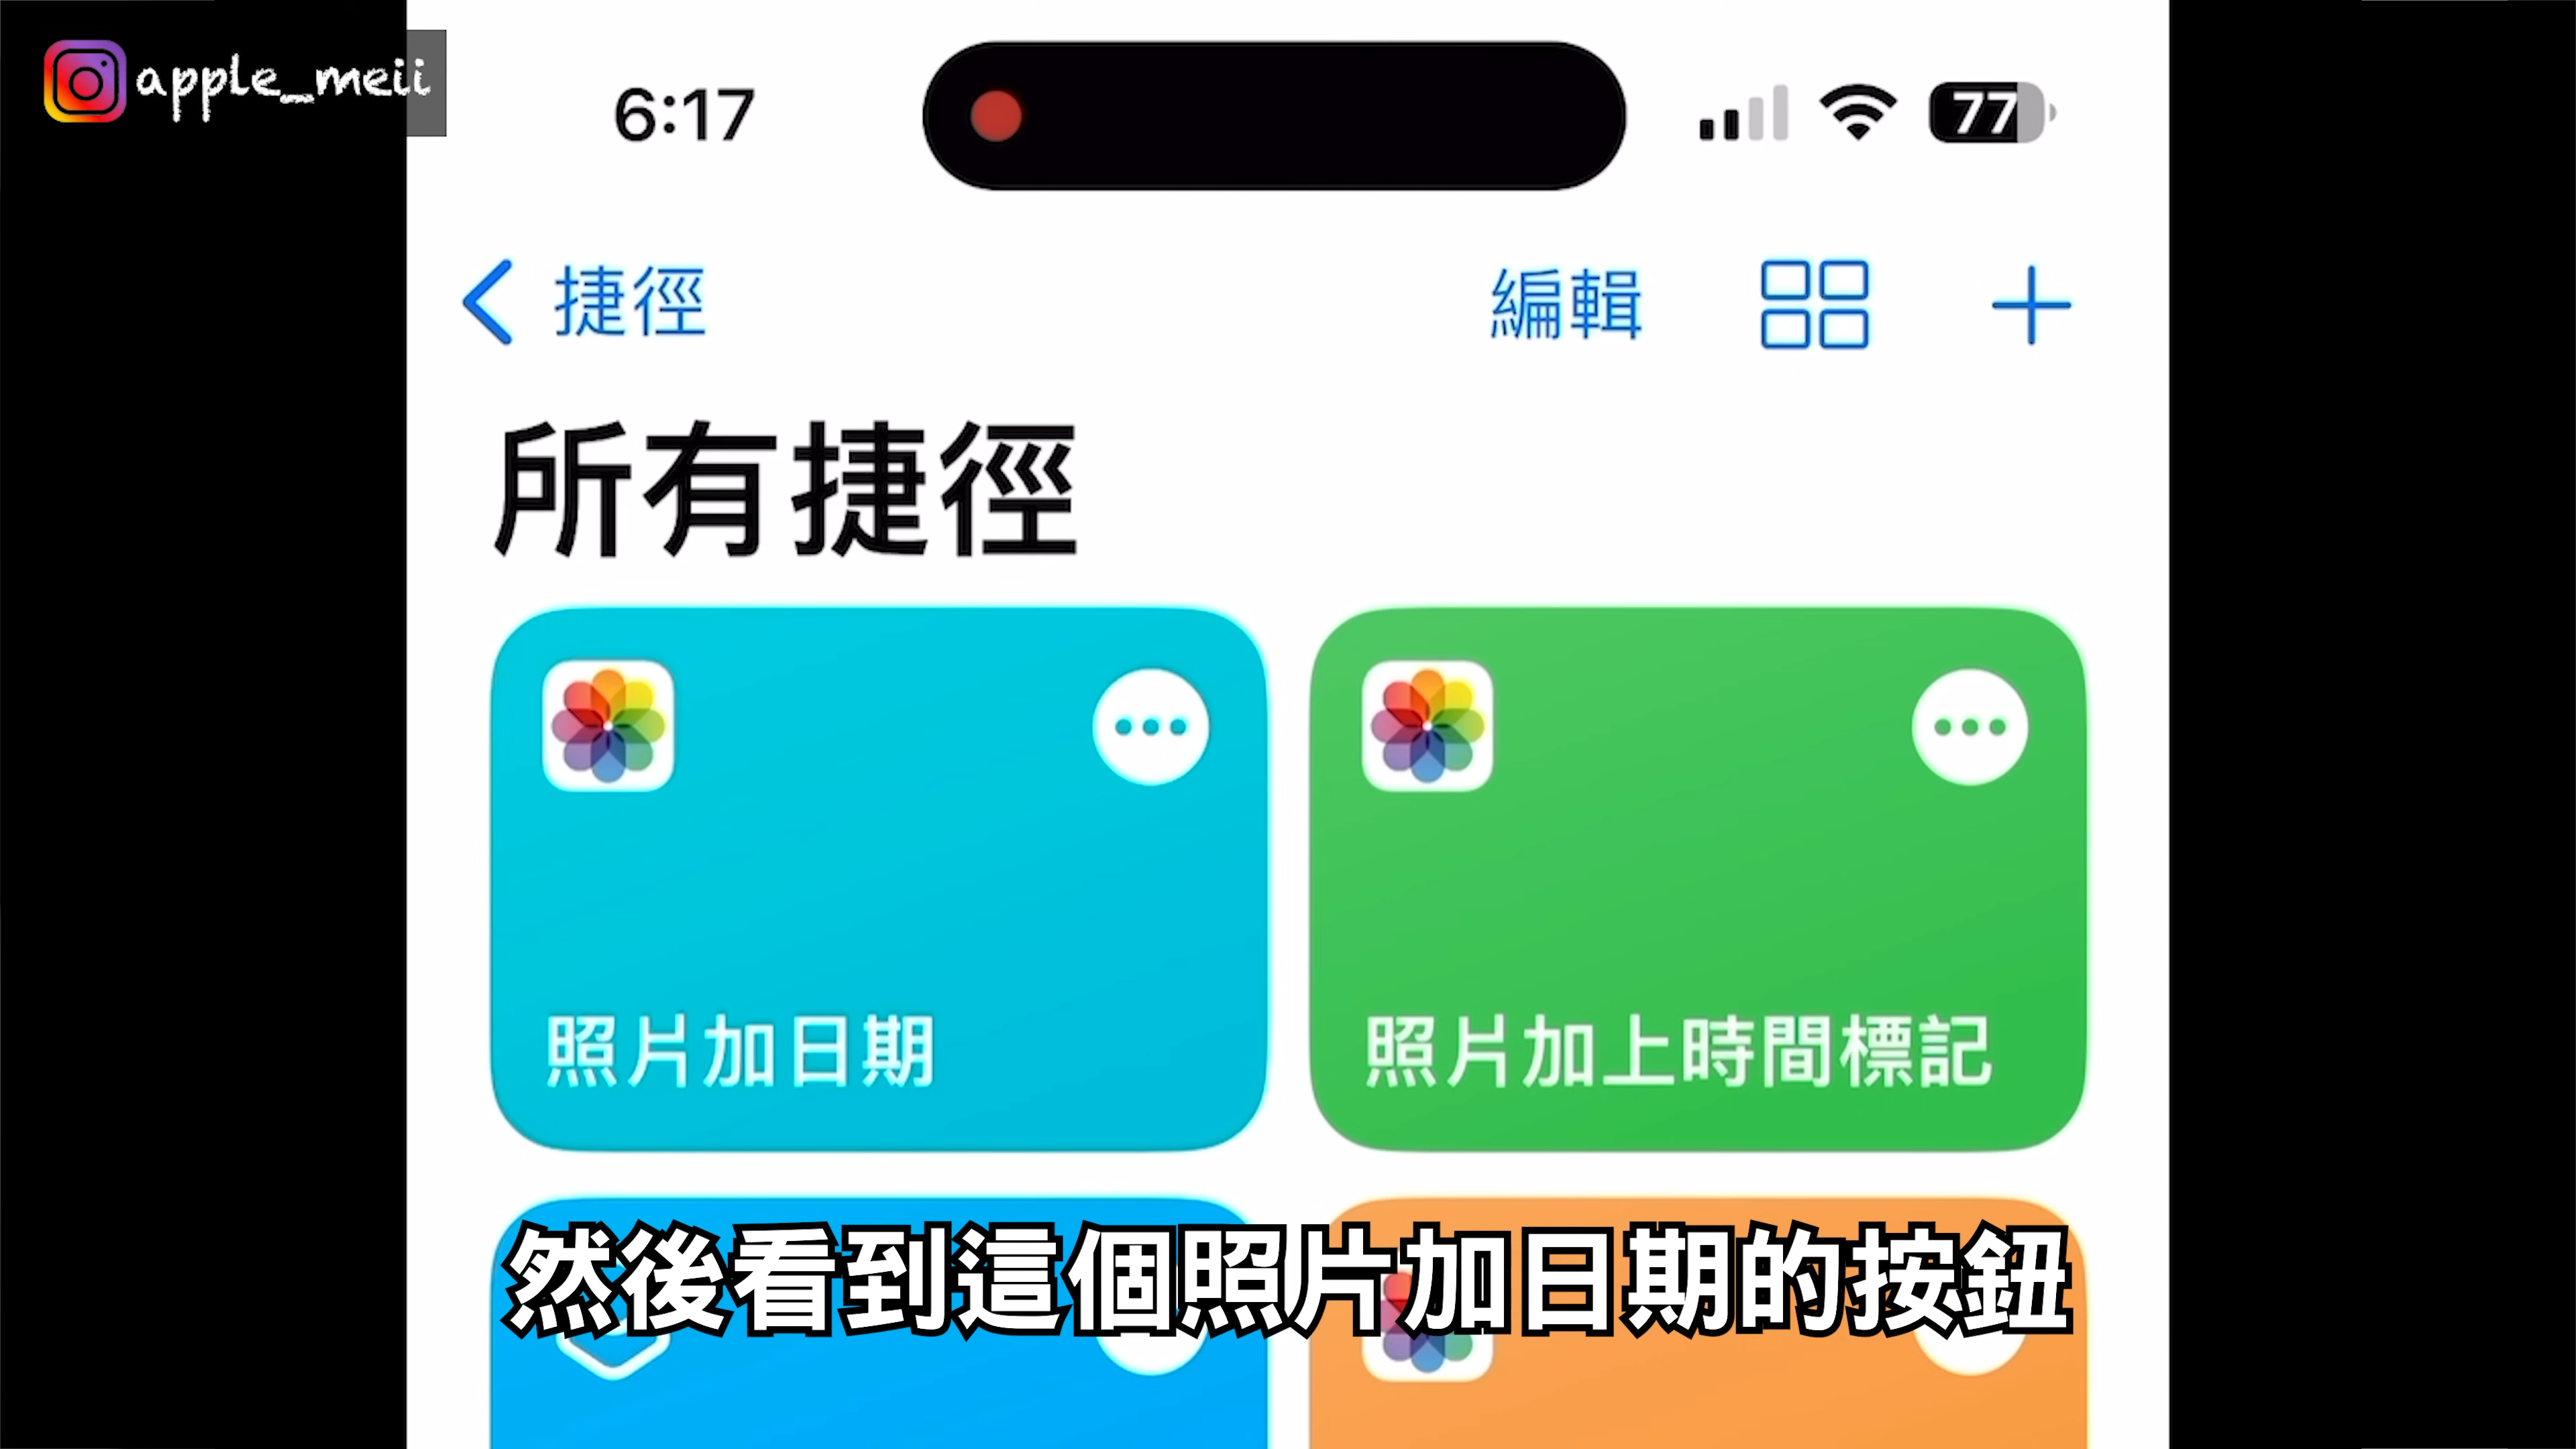 apple_meii
6:17
77
捷徑
編輯
所有捷徑
照片加日期
照片加上時間標記
然後看到這個照片加日期的按鈕